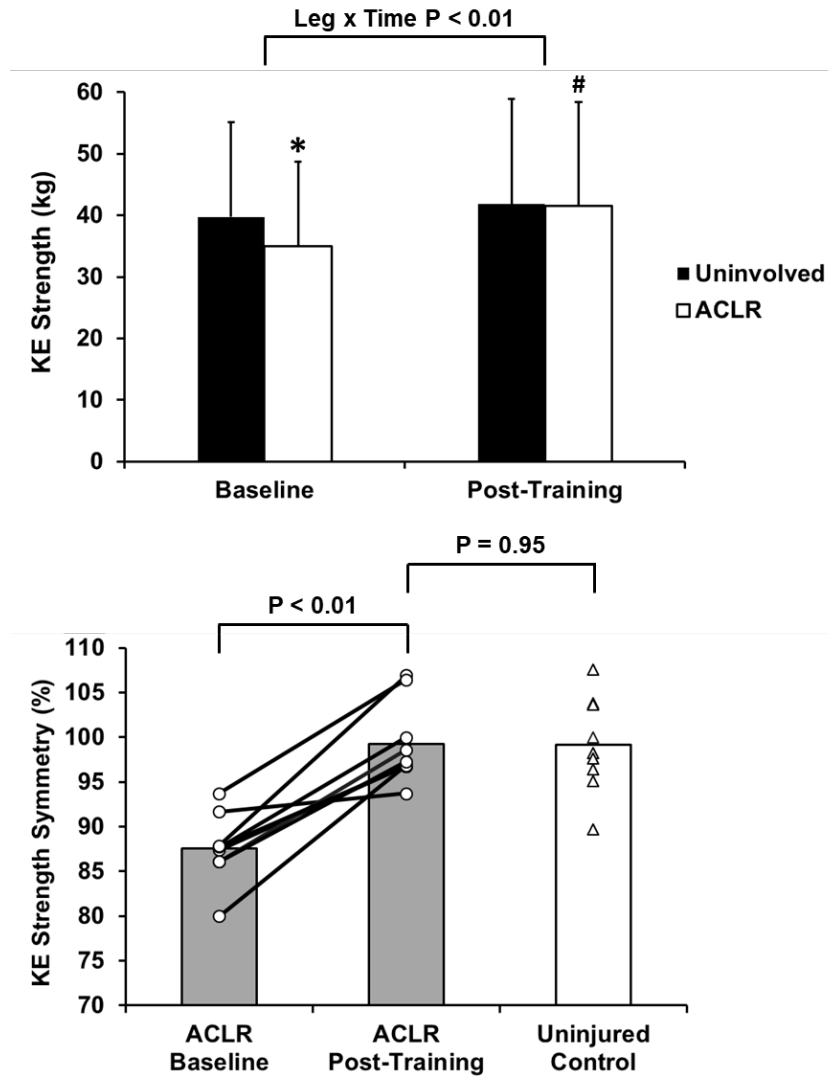 Leg x Time P < 0.01
KE Strength (kg)
60
#
50
*
40
30
20
10
0
Uninvolved
ACLR
Baseline
Post-Training
P = 0.95
P < 0.01
KE Strength Symmetry (%)
110
105
100
95
90
85
80
75
70
ACLR
Baseline
ACLR
Post-Training
Uninjured
Control